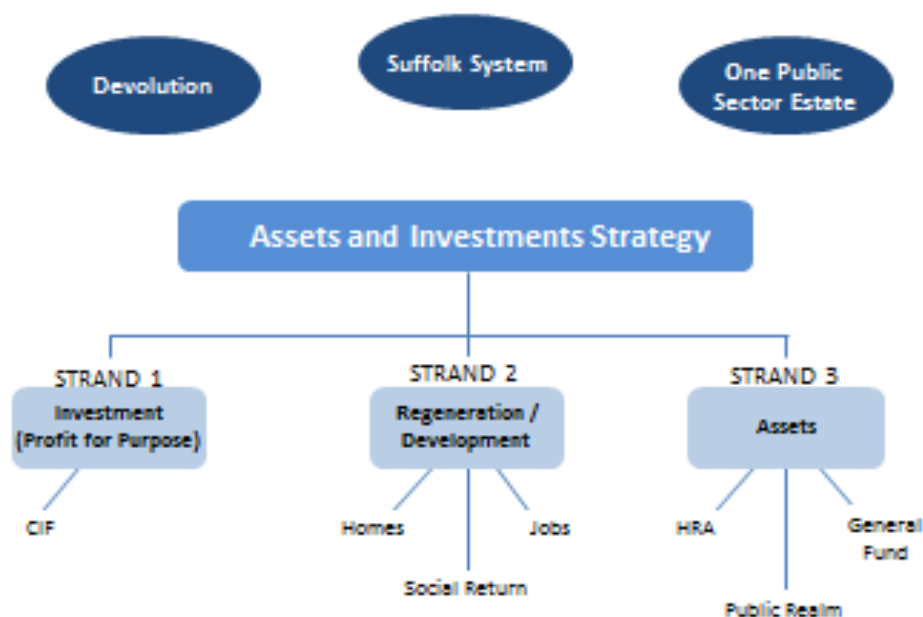 Devolution
Suffolk System
One Public
Sector Estate
Assets and Investments Strategy
STRAND 1
Investment
(Profit for Purpose)
CIF
STRAND 2
Regeneration /
Development
Homes
Social Return
Jobs
STRAND 3
Assets
HRA
Public Realm
General
Fund